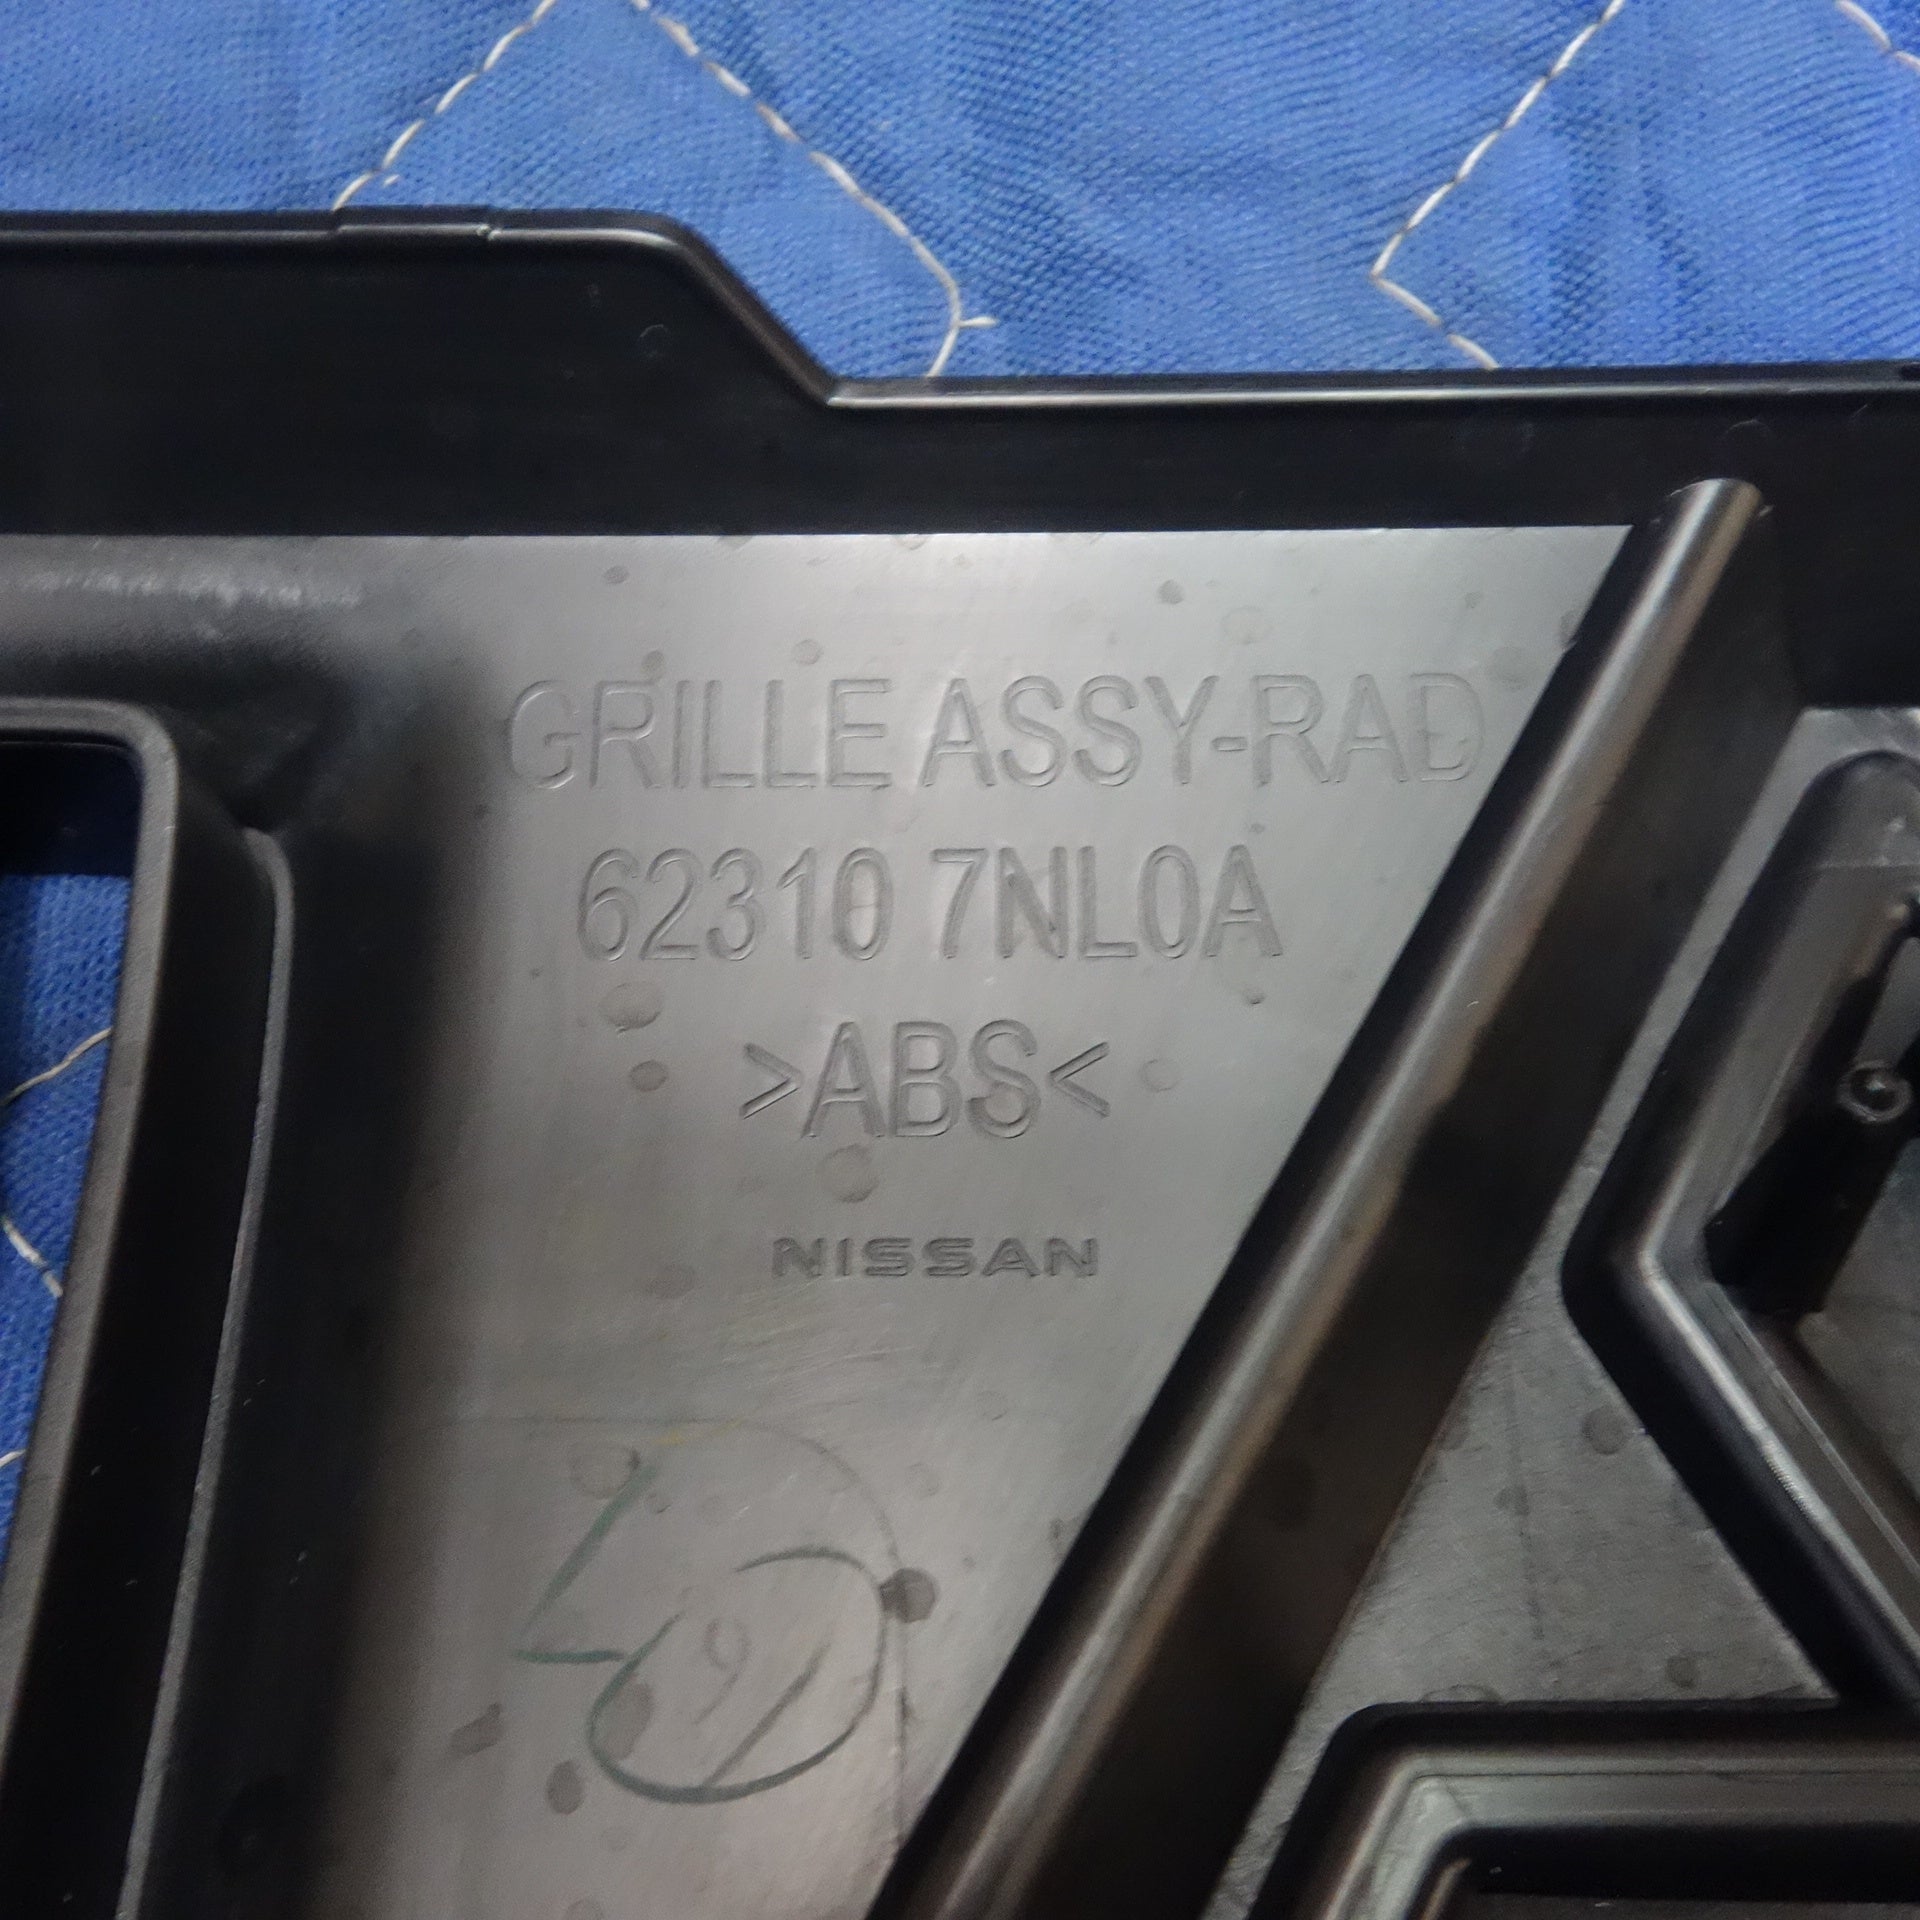 GRILLE ASSY-RAD
62310 7NL0A
>ABS<
NISSAN